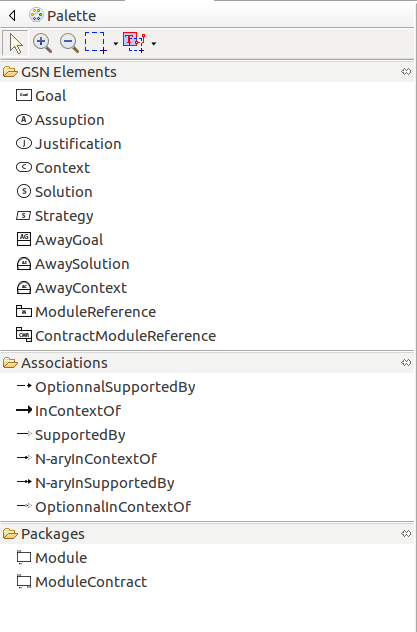 Palette
GSN Elements
Goal
Assuption
Justification
Context
Solution
Strategy
AwayGoal
AwaySolution
AwayContext
ModuleReference
ContractModuleReference
Associations
OptionnalSupportedBy
InContextOf
SupportedBy
N-aryInContextOf
N-aryInSupportedBy
OptionnalInContextOf
Packages
Module
ModuleContract